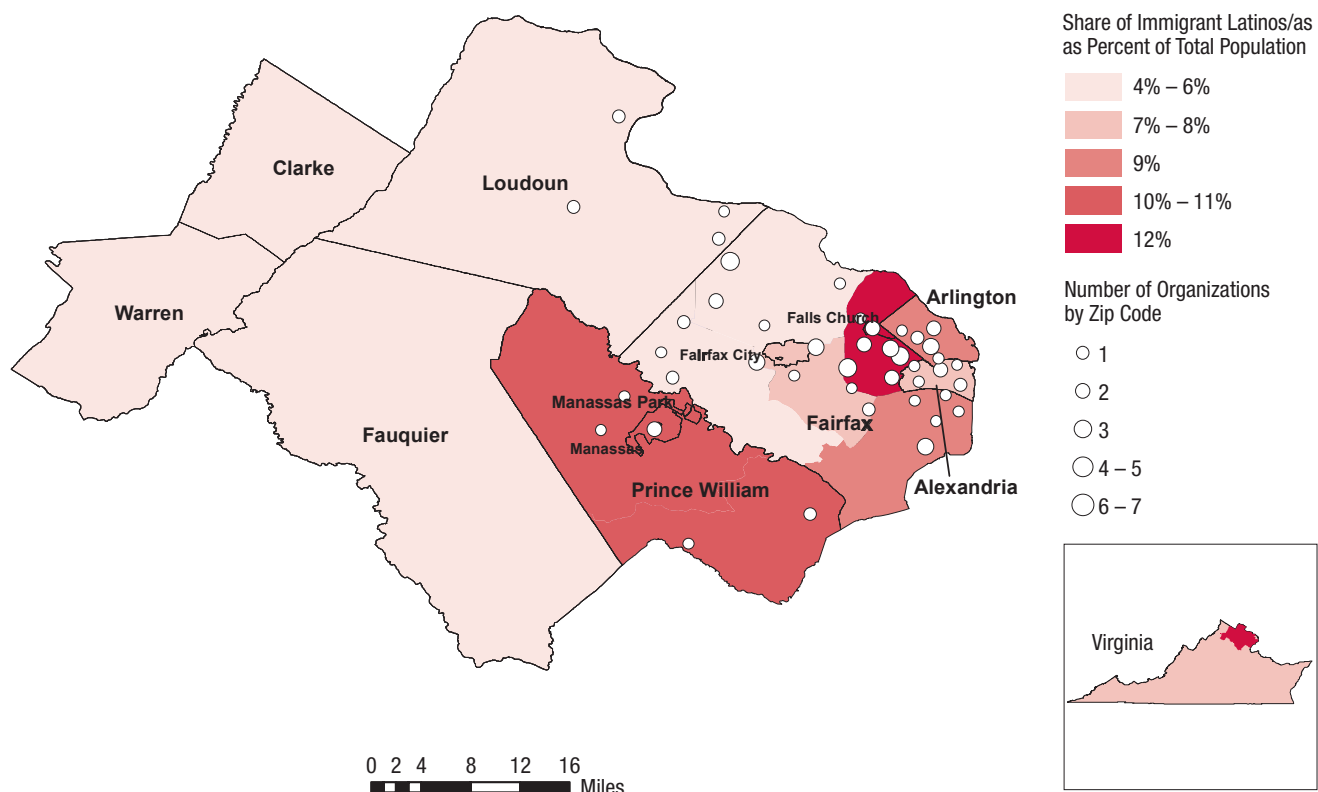 Share of Immigrant Latinos/as
as Percent of Total Population
4% – 6%
7% – 8%
9%
10% – 11%
12%
Number of Organizations
by Zip Code
1
2
3
4 – 5
6 – 7
Clarke
Loudoun
Warren
Arlington
Falls Church
Fairfax City
Manassas Park
Fauquier
Fairfax
Manassas
Prince William
Alexandria
Virginia
0 2 4 8 12 16
Miles